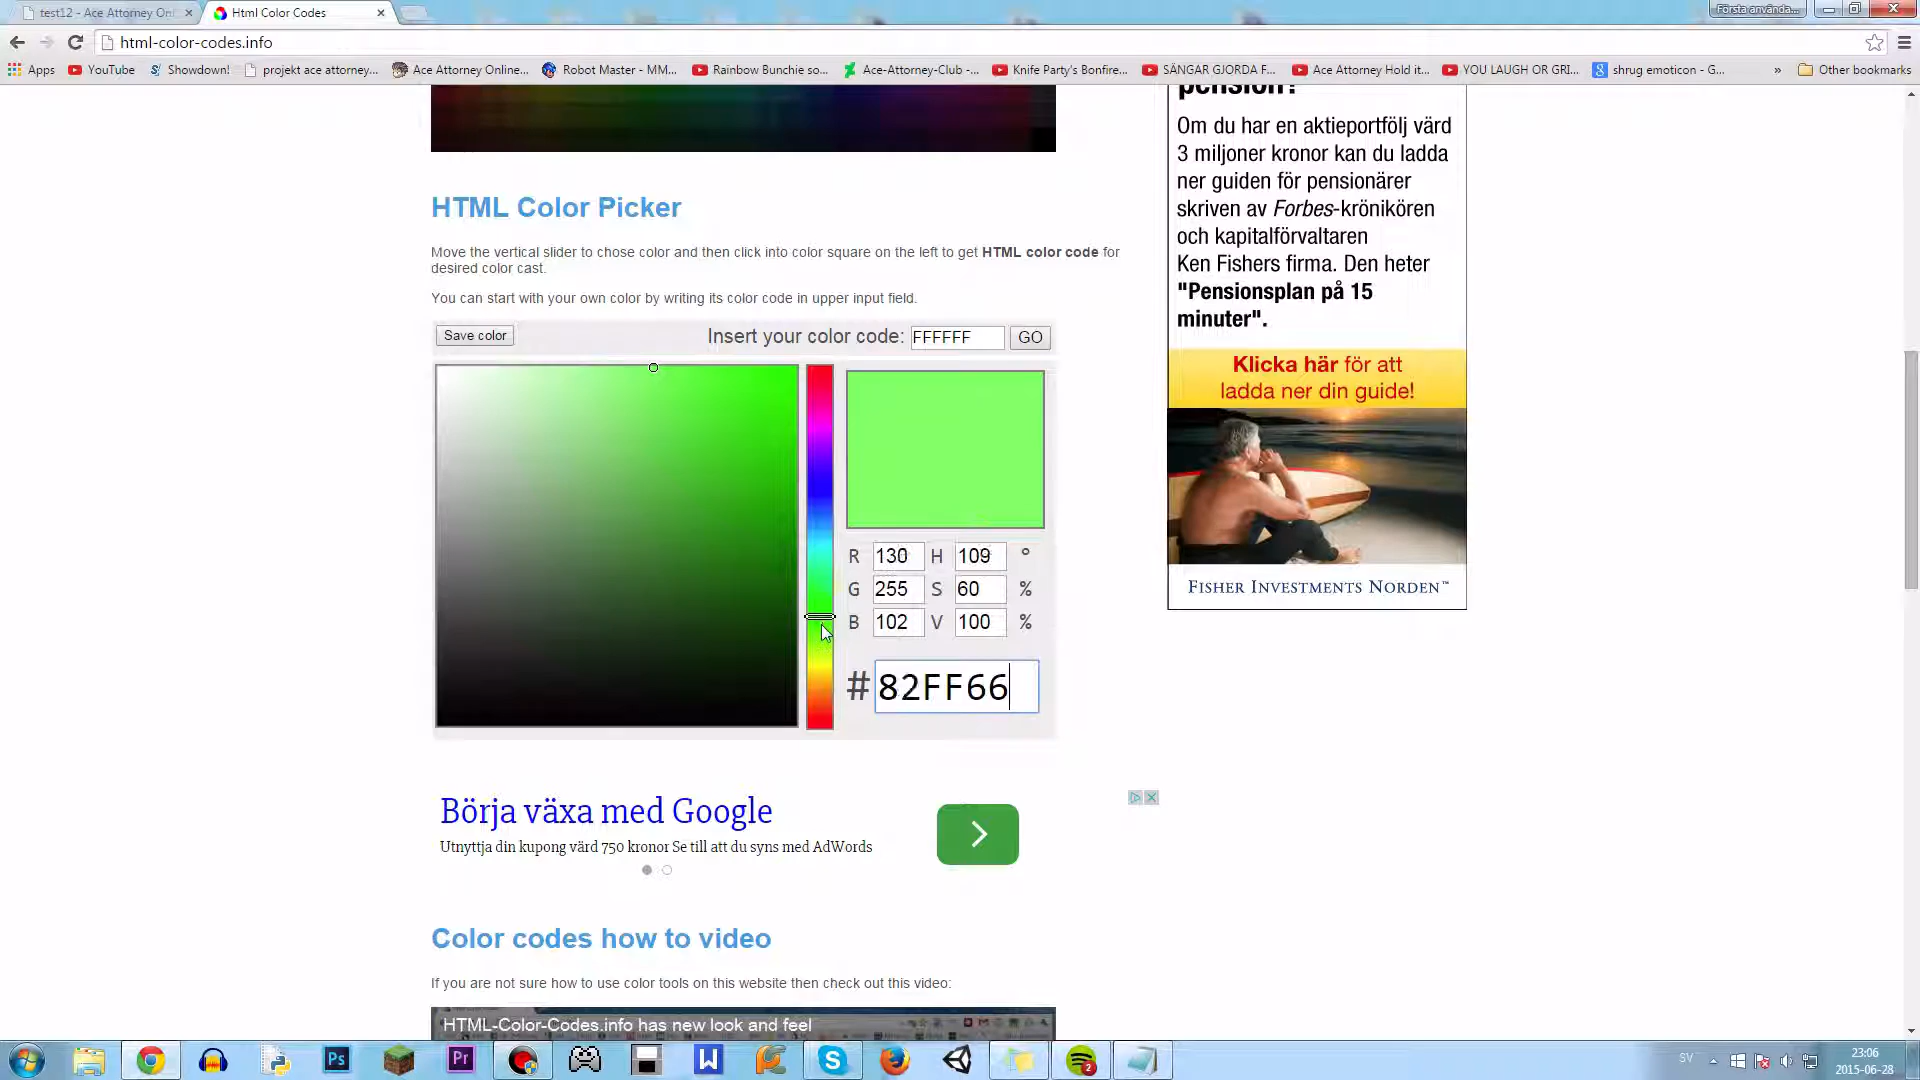 test12 - Ace Attorney Onl
Html Color Codes
Första använda...
html-color-codes.info
Apps
YouTube
Showdown!
projekt ace attorney...
Ace Attorney Online...
Robot Master - MM...
Rainbow Bunchie so...
Ace-Attorney-Club -...
Knife Party's Bonfire...
SÄNGAR GJORDA F...
Ace Attorney Hold it...
YOU LAUGH OR GRI...
shrug emoticon - G...
»
Other bookmarks
pension?
Om du har en aktieportfölj värd
3 miljoner kronor kan du ladda
ner guiden för pensionärer
skriven av Forbes-krönikören
och kapitalförvaltaren
Ken Fishers firma. Den heter
"Pensionsplan på 15
minuter".
Klicka här för att
ladda ner din guide!
FISHER INVESTMENTS NORDEN™
HTML Color Picker
Move the vertical slider to chose color and then click into color square on the left to get HTML color code for
desired color cast.
You can start with your own color by writing its color code in upper input field.
Save color
Insert your color code: FFFFFF GO
R 130 H 109 °
G 255 S 60 %
B 102 V 100 %
# 82FF66
Börja växa med Google
Utnyttja din kupong värd 750 kronor Se till att du syns med AdWords
Color codes how to video
If you are not sure how to use color tools on this website then check out this video:
HTML-Color-Codes.info has new look and feel
Ps
Pr
W
2
SV
23:06
2015-06-28